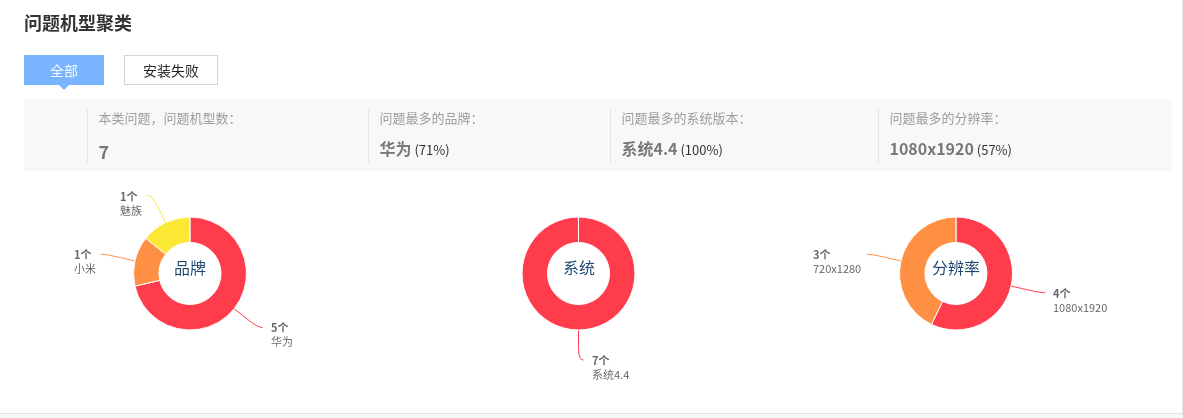 问题机型聚类
全部
安装失败
本类问题，问题机型数：
7
问题最多的品牌：
华为 (71%)
问题最多的系统版本：
系统4.4 (100%)
问题最多的分辨率：
1080x1920 (57%)
1个
魅族
1个
小米
品牌
5个
华为
系统
7个
系统4.4
3个
720x1280
分辨率
4个
1080x1920